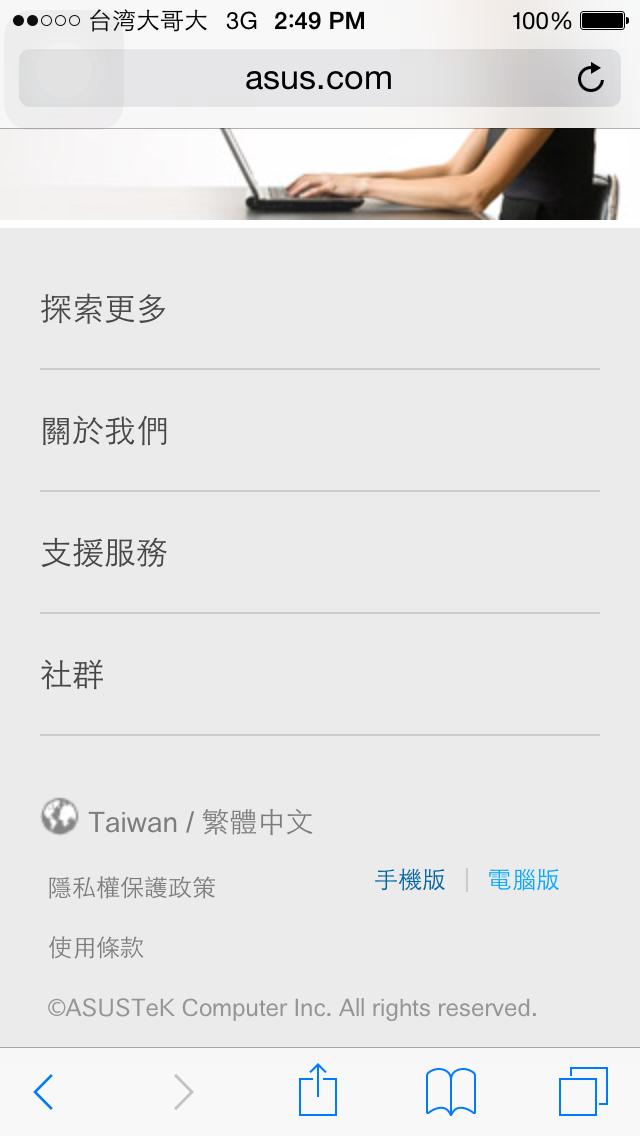 台湾大哥大 3G 2:49 PM 100%
asus.com
探索更多
關於我們
支援服務
社群
Taiwan / 繁體中文
隱私權保護政策 手機版 | 電腦版
使用條款
©ASUSTeK Computer Inc. All rights reserved.